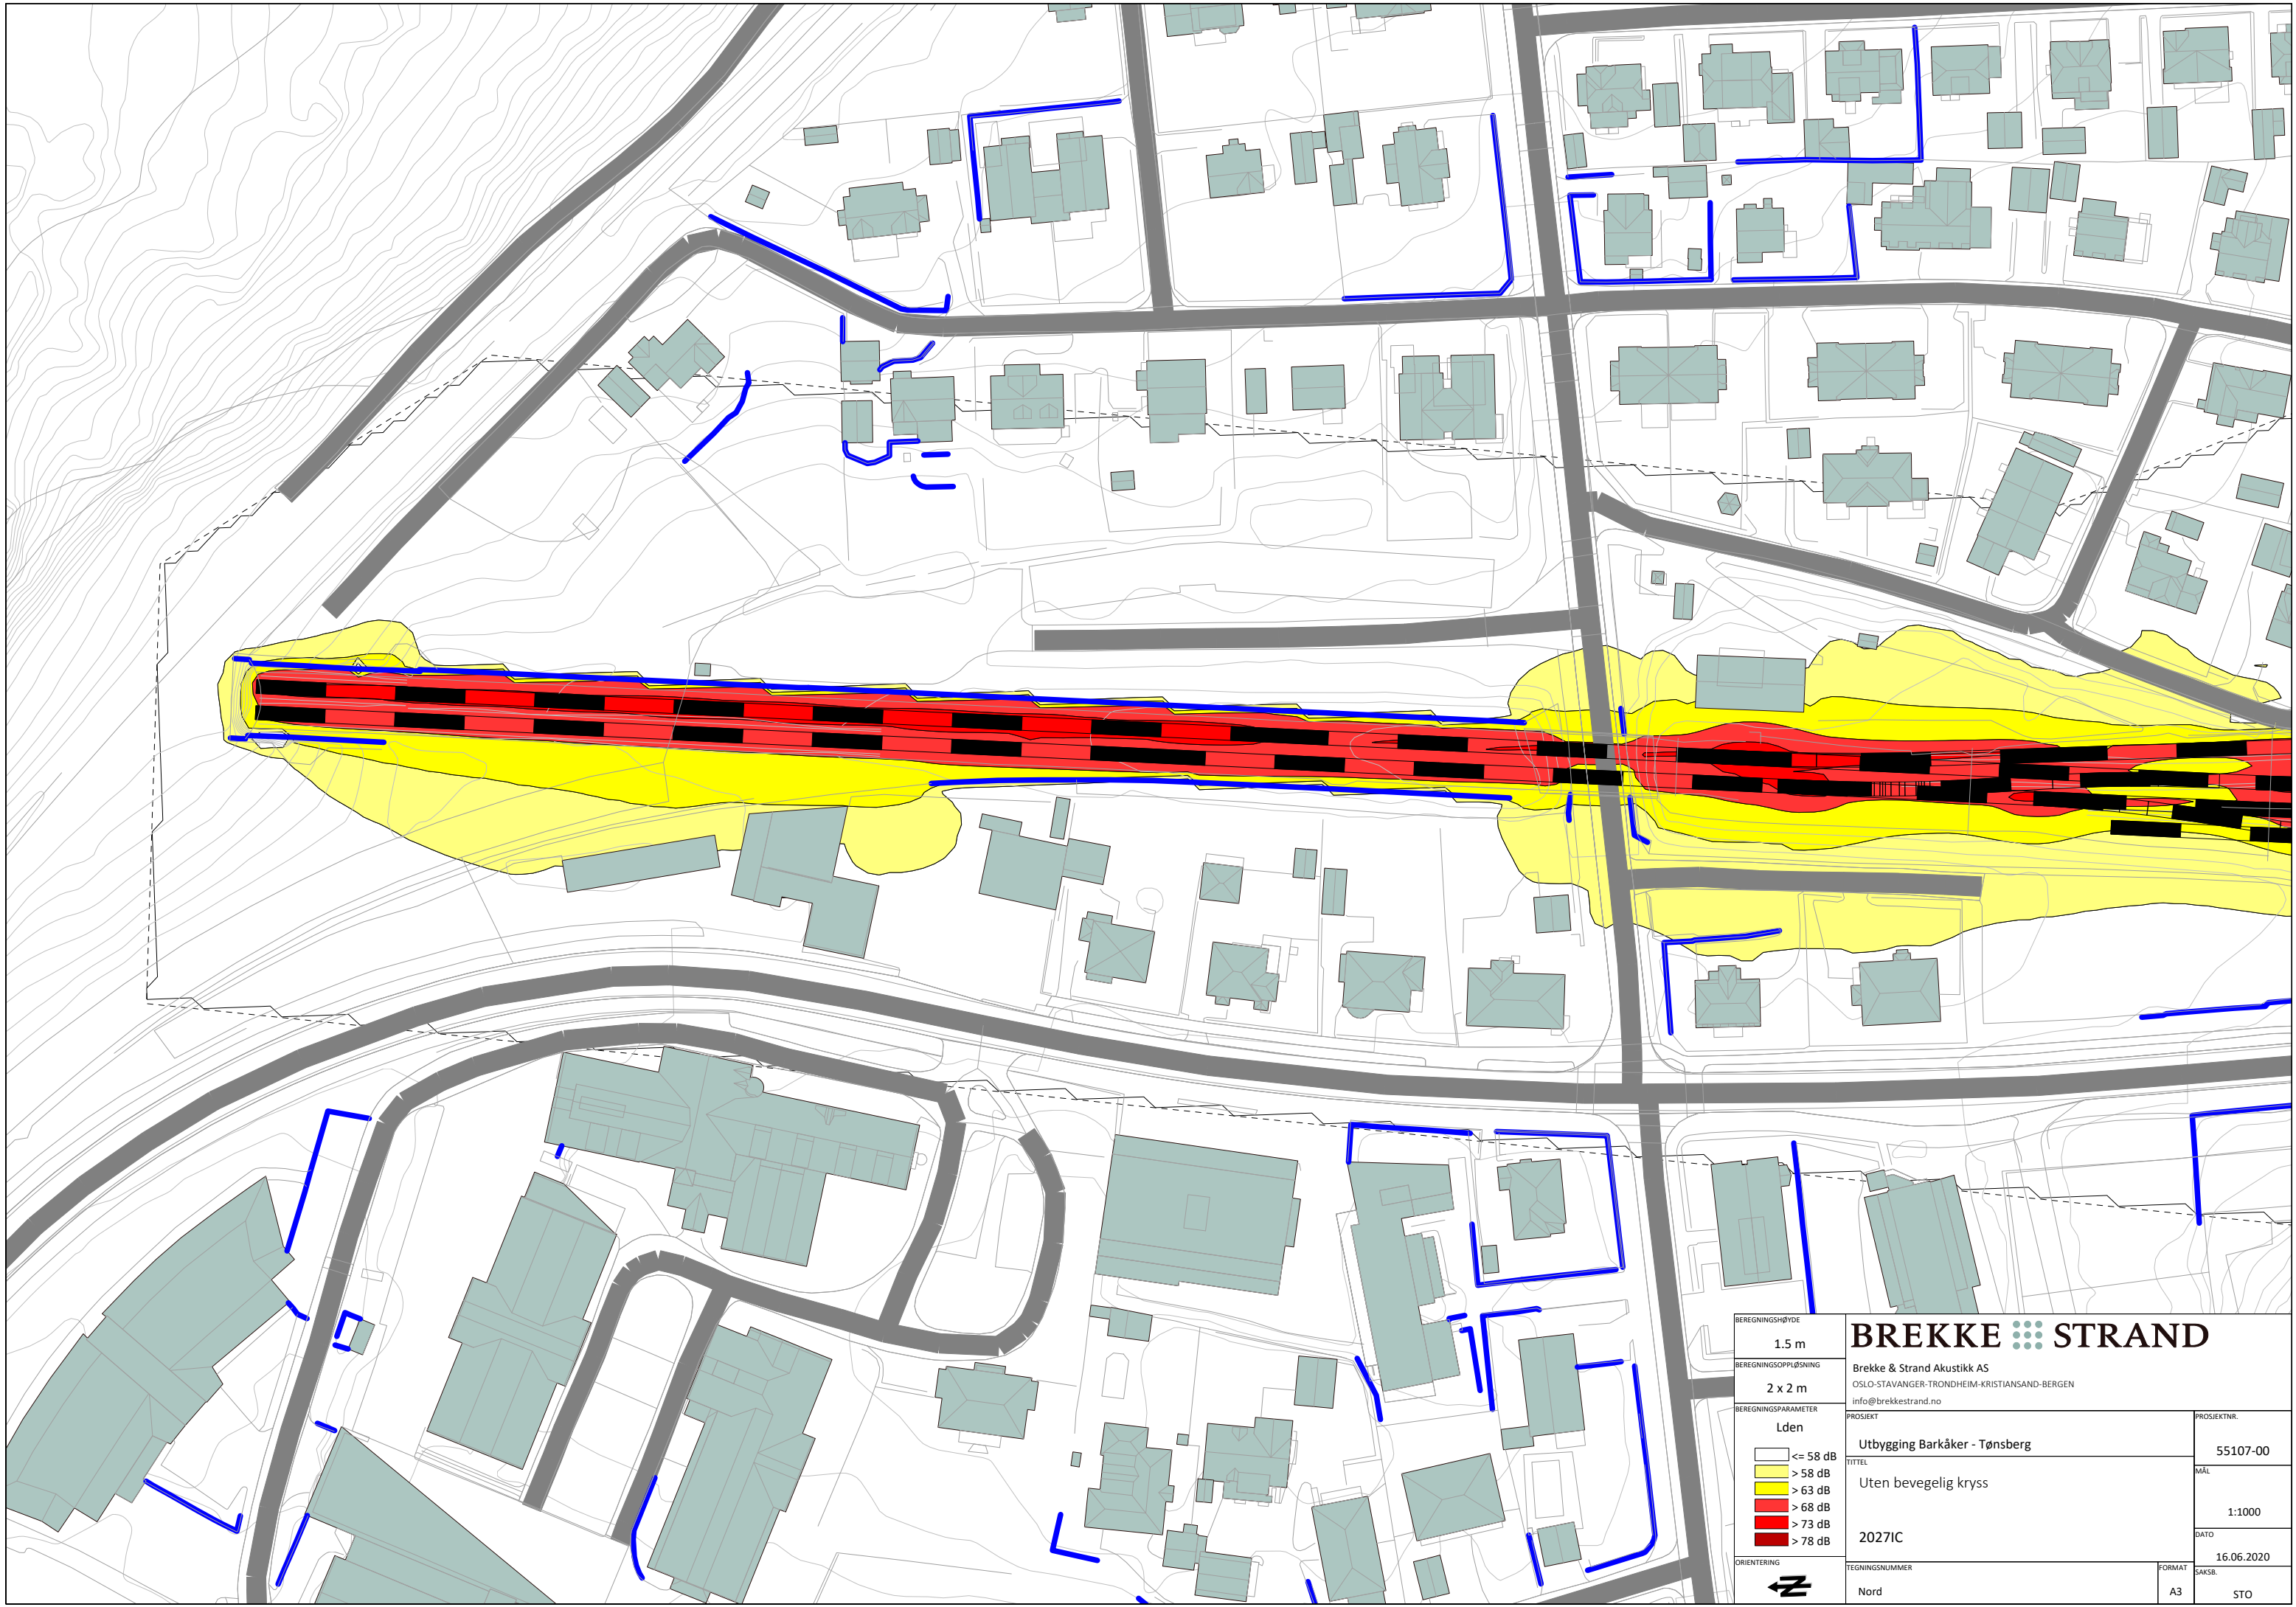 BEREGNINGSHØYDE
1.5 m
BEREGNINGSOPPLØSNING
2 x 2 m
BEREGNINGSPARAMETER
Lden
<= 58 dB
> 58 dB
> 63 dB
> 68 dB
> 73 dB
> 78 dB
ORIENTERING
BREKKE STRAND
Brekke & Strand Akustikk AS
OSLO-STAVANGER-TRONDHEIM-KRISTIANSAND-BERGEN
info@brekkestrand.no
PROSJEKT
Utbygging Barkåker - Tønsberg
PROSJEKTNR.
55107-00
TITTEL
Uten bevegelig kryss
2027IC
MÅL
1:1000
DATO
16.06.2020
TEGNINGSNUMMER
Nord
FORMAT
A3
SAKSB.
STO